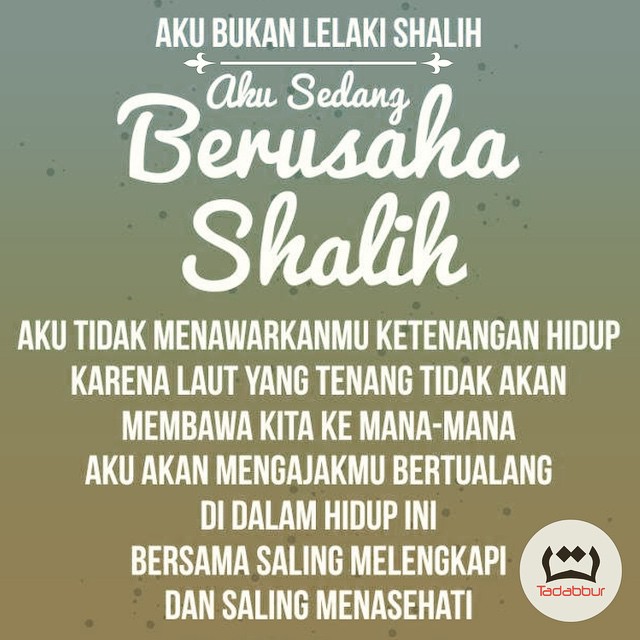 AKU BUKAN LELAKI SHALIH
Aku Sedang
Berusaha
Shalih
AKU TIDAK MENAWARKANMU KETENANGAN HIDUP
KARENA LAUT YANG TENANG TIDAK AKAN
MEMBAWA KITA KE MANA-MANA
AKU AKAN MENGAJAKMU BERTUALANG
DI DALAM HIDUP INI
BERSAMA SALING MELENGKAPI
DAN SALING MENASEHATI
Tadabbur